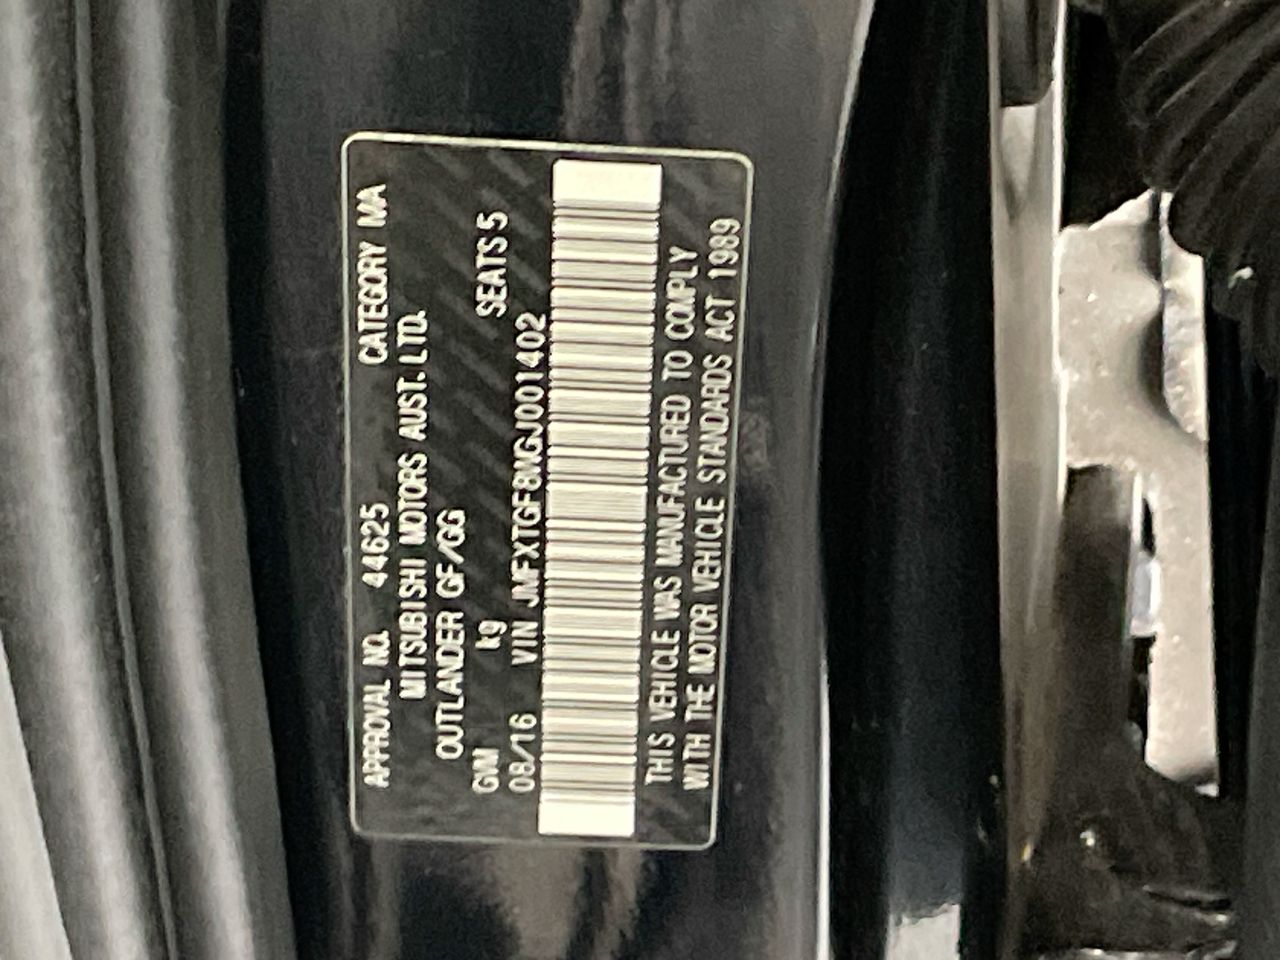 APPROVAL NO. 44625 CATEGORY MA
MITSUBISHI MOTORS AUST. LTD.
OUTLANDER GF/GG
GVM kg SEATS 5
08/16 VIN JMFXTGF8WGJ001402
THIS VEHICLE WAS MANUFACTURED TO COMPLY
WITH THE MOTOR VEHICLE STANDARDS ACT 1989